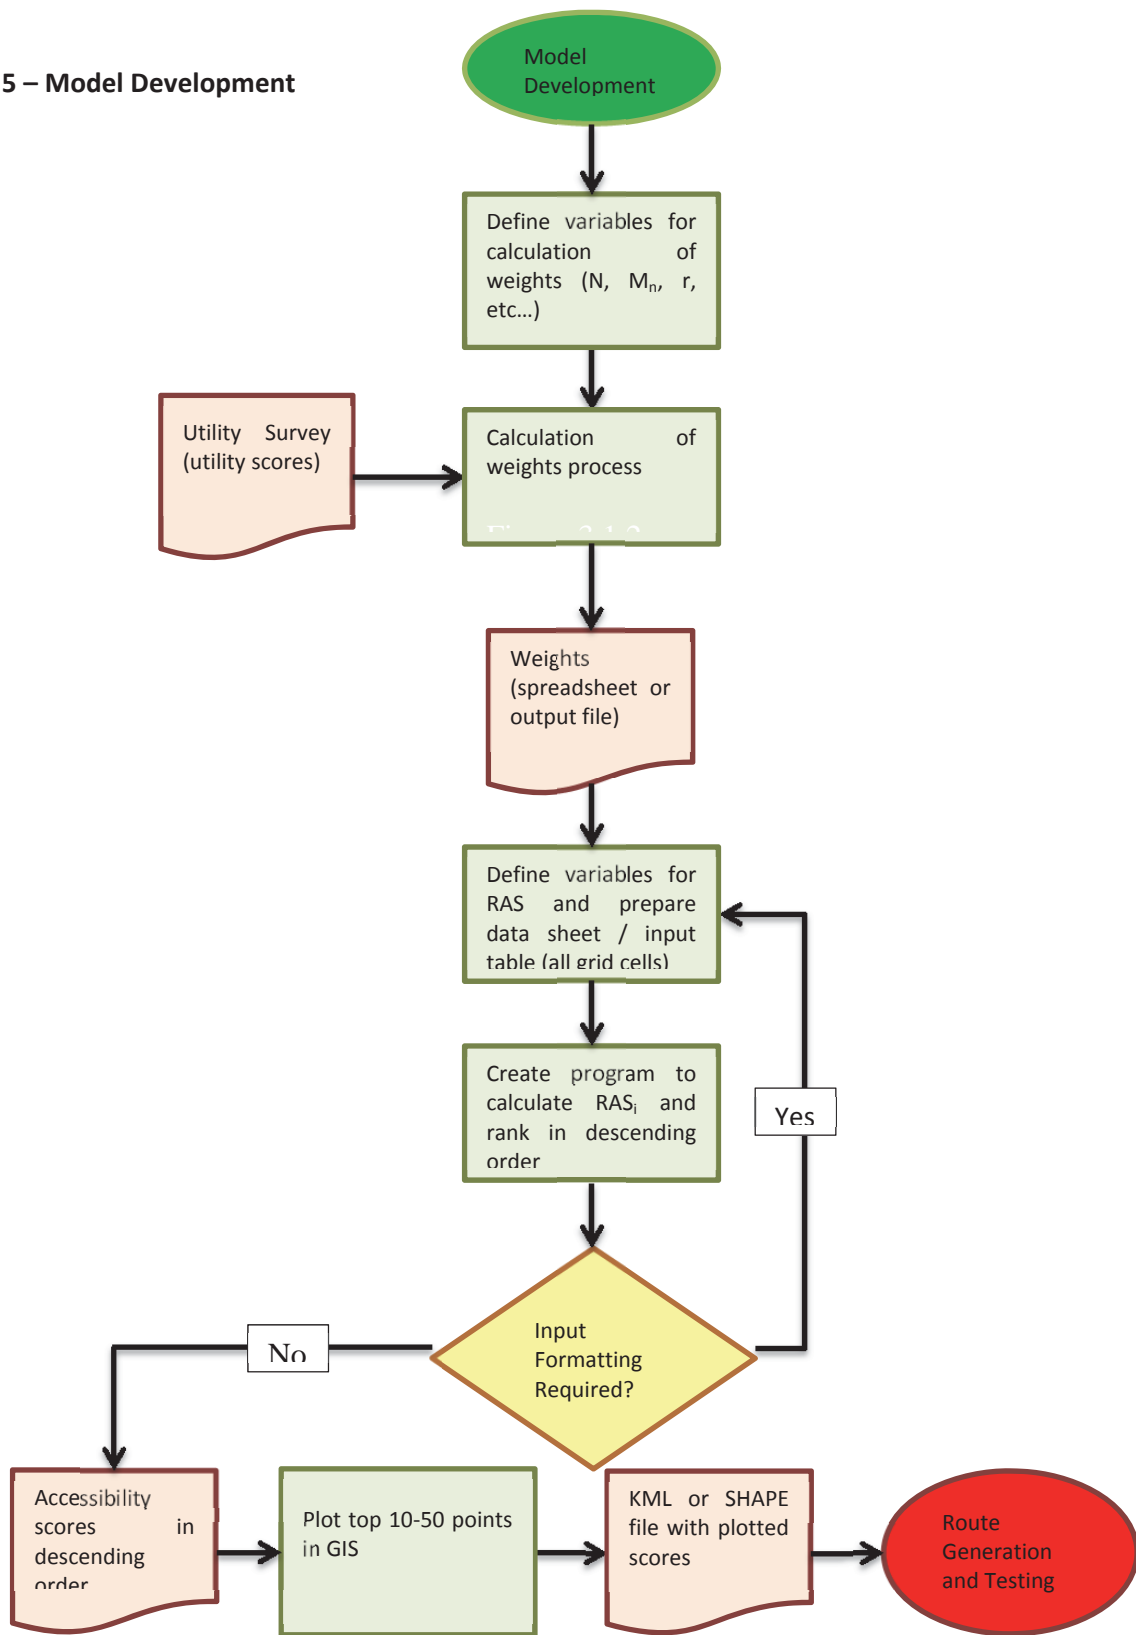 5 – Model Development
Model
Development
Define variables for
calculation of
weights (N, Mn, r,
etc...)
Utility Survey
(utility scores)
Calculation of
weights process
Weights
(spreadsheet or
output file)
Define variables for
RAS and prepare
data sheet / input
table (all grid cells)
Create program to
calculate RASi and
rank in descending
order
Yes
Input
Formatting
Required?
No
Accessibility
scores in
descending
order
Plot top 10-50 points
in GIS
KML or SHAPE
file with plotted
scores
Route
Generation
and Testing